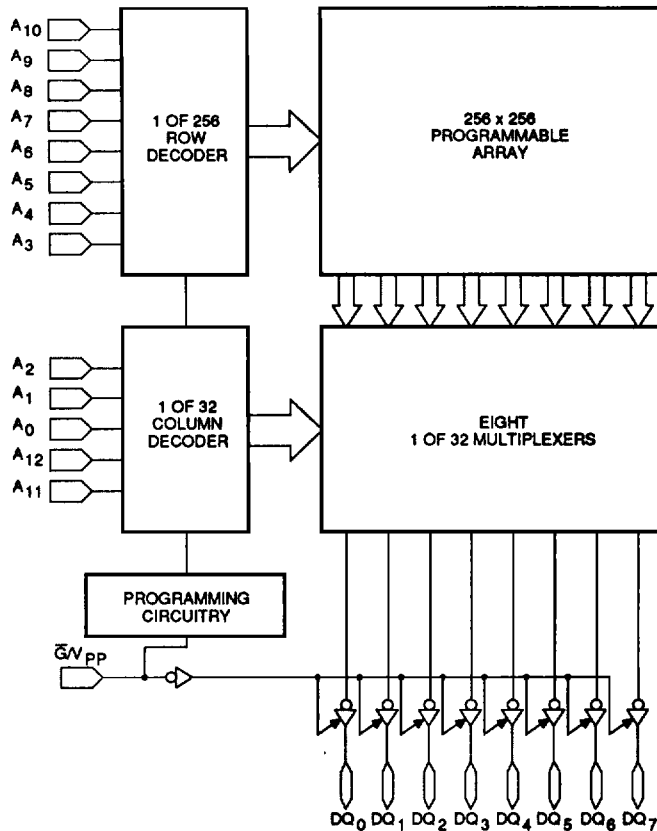 A10
A9
A8
A7
A6
A5
A4
A3
1 OF 256
ROW
DECODER
256 x 256
PROGRAMMABLE
ARRAY
A2
A1
A0
A12
A11
1 OF 32
COLUMN
DECODER
EIGHT
1 OF 32 MULTIPLEXERS
PROGRAMMING
CIRCUITRY
G̅/VPP
DQ0 DQ1 DQ2 DQ3 DQ4 DQ5 DQ6 DQ7